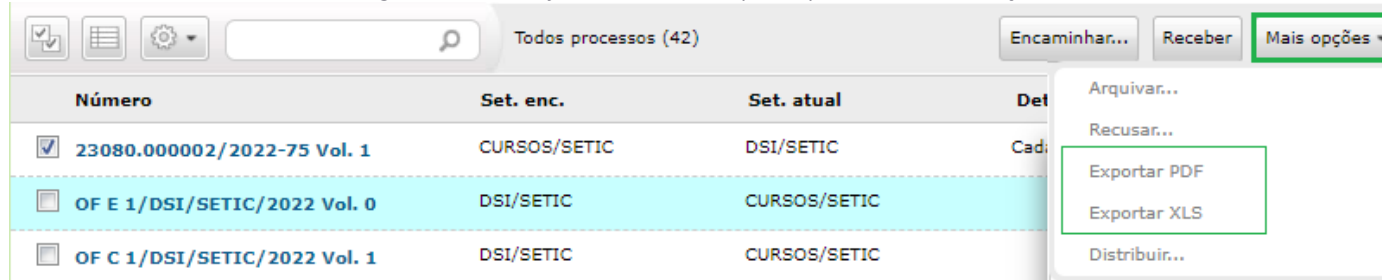 Todos processos (42) Encaminhar... Receber Mais opções
Número Set. enc. Set. atual Det
Arquivar...
Recusar...
23080.000002/2022-75 Vol. 1 CURSOS/SETIC DSI/SETIC Cada
Exportar PDF
OF E 1/DSI/SETIC/2022 Vol. 0 DSI/SETIC CURSOS/SETIC
Exportar XLS
OF C 1/DSI/SETIC/2022 Vol. 1 DSI/SETIC CURSOS/SETIC
Distribuir...